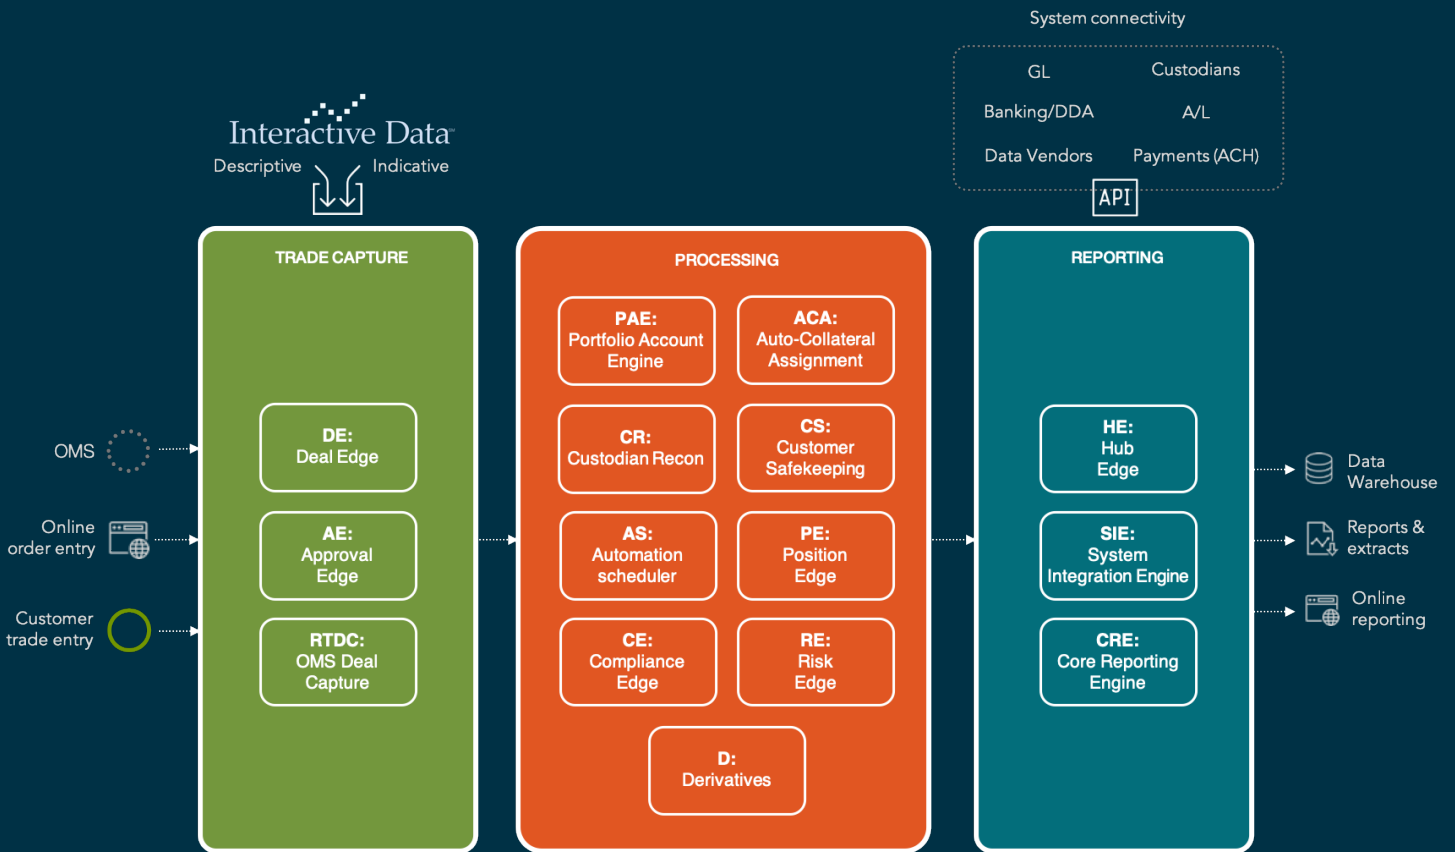 System connectivity
GL
Custodians
Banking/DDA
A/L
Data Vendors
Payments (ACH)
API
Interactive Data
Descriptive
Indicative
OMS
Online
order entry
Customer
trade entry
TRADE CAPTURE
DE:
Deal Edge
AE:
Approval
Edge
RTDC:
OMS Deal
Capture
PROCESSING
PAE:
Portfolio Account
Engine
ACA:
Auto-Collateral
Assignment
CR:
Custodian Recon
CS:
Customer
Safekeeping
AS:
Automation
scheduler
PE:
Position
Edge
CE:
Compliance
Edge
RE:
Risk
Edge
D:
Derivatives
REPORTING
HE:
Hub
Edge
SIE:
System
Integration Engine
CRE:
Core Reporting
Engine
Data
Warehouse
Reports &
extracts
Online
reporting